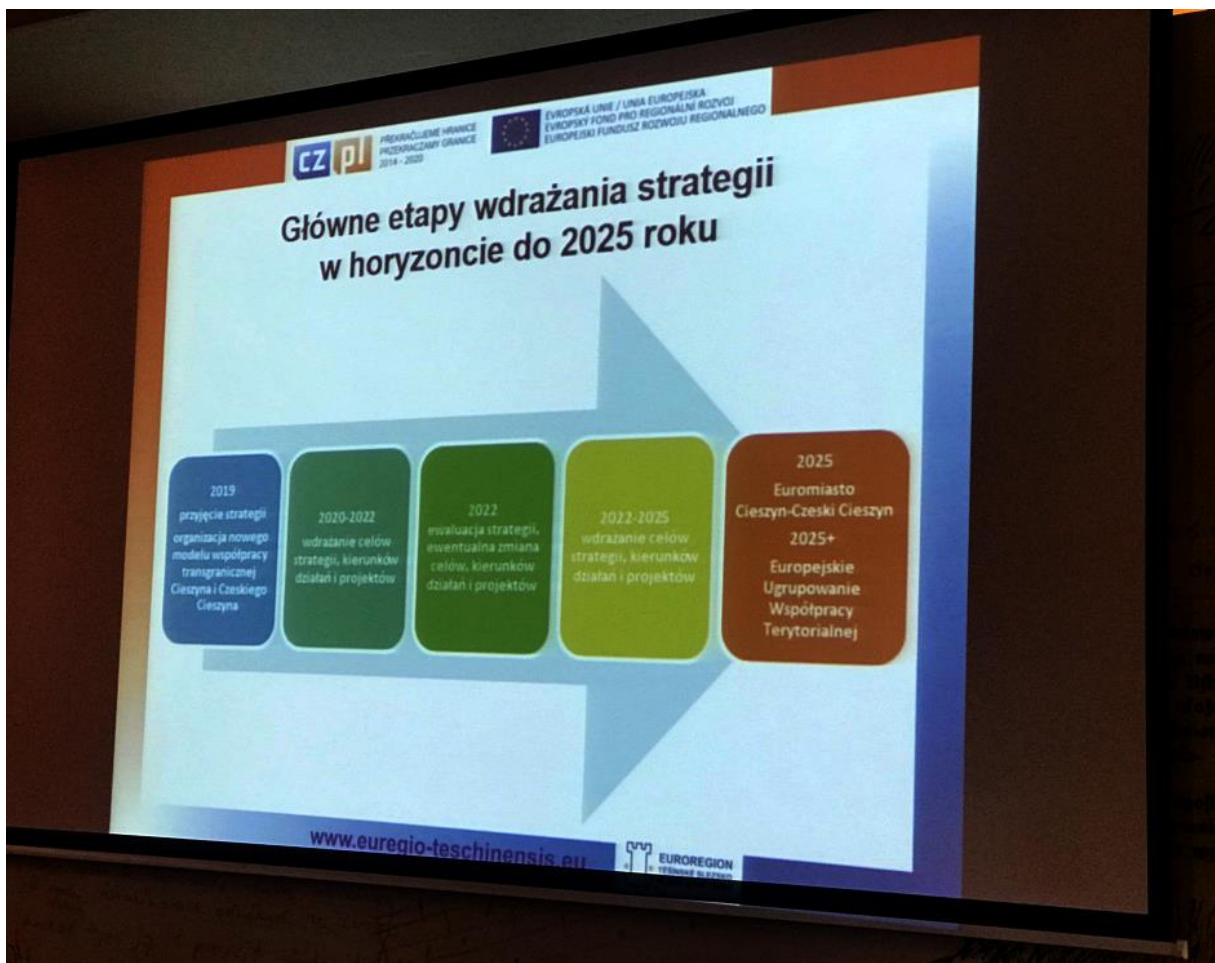 cz pl
PŘEKRAČUJEME HRANICE
PRZEKRACZAMY GRANICE
2014 - 2020
EVROPSKÁ UNIE / UNIA EUROPEJSKA
EVROPSKÝ FOND PRO REGIONÁLNÍ ROZVOJ
EUROPEJSKI FUNDUSZ ROZWOJU REGIONALNEGO
Główne etapy wdrażania strategii
w horyzoncie do 2025 roku
2019
przyjęcie strategii
organizacja nowego
modelu współpracy
transgranicznej
Cieszyna i Czeskiego
Cieszyna
2020-2022
wdrażanie celów
strategii, kierunków
działań i projektów
2022
ewaluacja strategii,
ewentualna zmiana
celów, kierunków
działań i projektów
2022-2025
wdrażanie celów
strategii, kierunków
działań i projektów
2025
Euromiasto
Cieszyn-Czeski Cieszyn
2025+
Europejskie
Ugrupowanie
Współpracy
Terytorialnej
www.euregio-teschinensis.eu
EUROREGION
TĚŠÍNSKÉ SLEZSKO